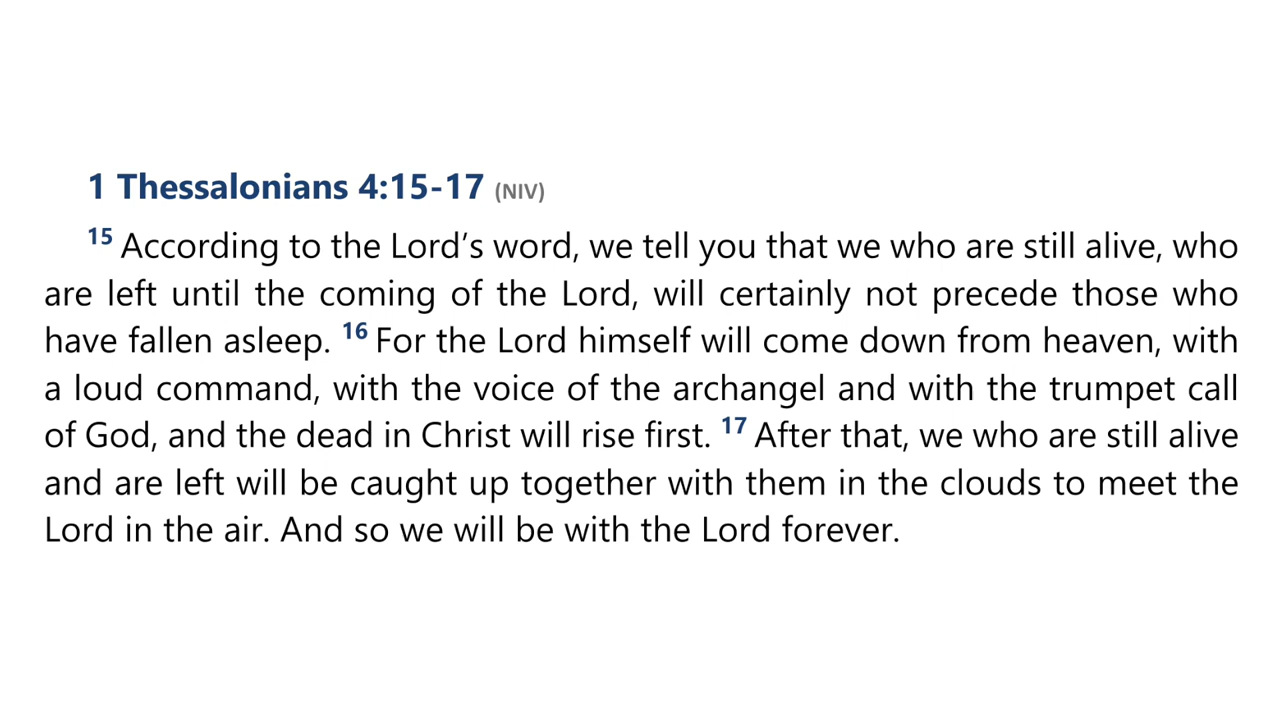 1 Thessalonians 4:15-17 (NIV)
15 According to the Lord’s word, we tell you that we who are still alive, who
are left until the coming of the Lord, will certainly not precede those who
have fallen asleep. 16 For the Lord himself will come down from heaven, with
a loud command, with the voice of the archangel and with the trumpet call
of God, and the dead in Christ will rise first. 17 After that, we who are still alive
and are left will be caught up together with them in the clouds to meet the
Lord in the air. And so we will be with the Lord forever.